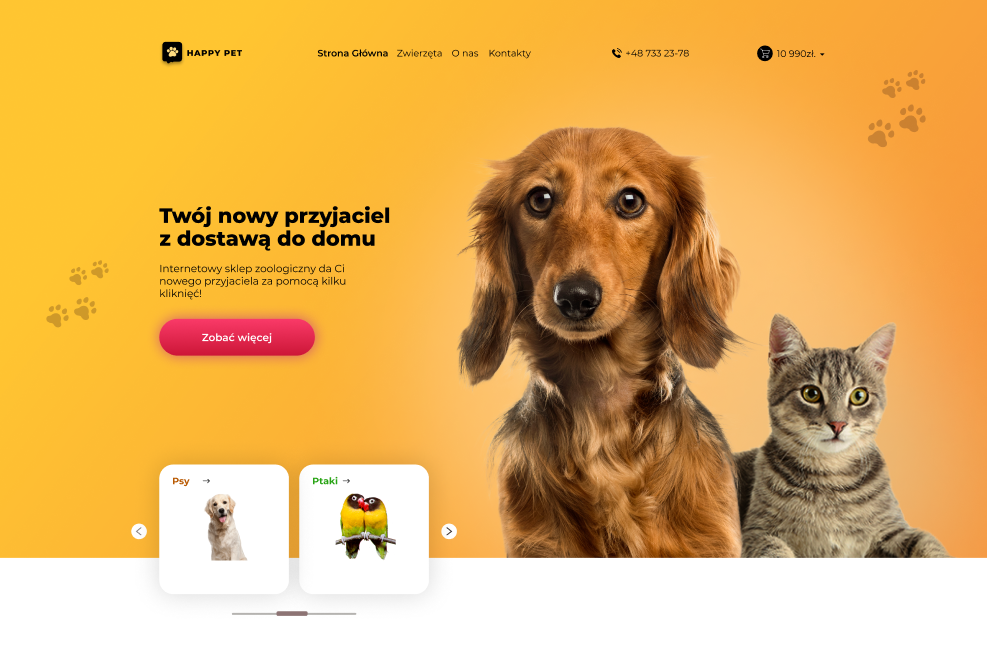 HAPPY PET
Strona Główna Zwierzęta O nas Kontakty
+48 733 23-78
10 990zł.
Twój nowy przyjaciel
z dostawą do domu
Internetowy sklep zoologiczny da Ci
nowego przyjaciela za pomocą kilku
kliknięć!
Zobać więcej
Psy
Ptaki